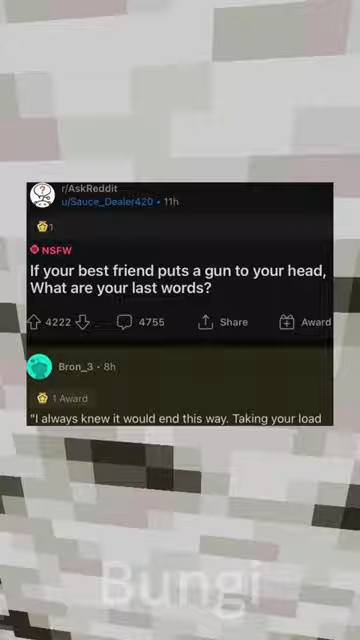 r/AskReddit
u/Sauce_Dealer420 • 11h
1
NSFW
If your best friend puts a gun to your head,
What are your last words?
4222
4755
Share
Award
Bron_3 • 8h
1 Award
"I always knew it would end this way. Taking your load
Bungi